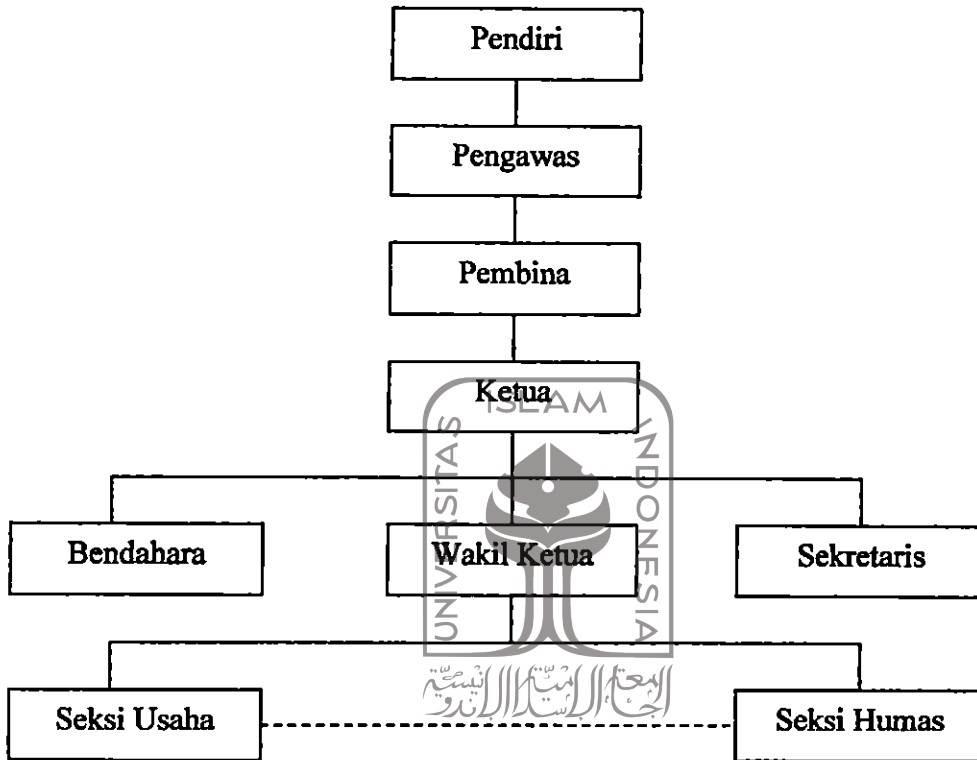 Pendiri
Pengawas
Pembina
Ketua
Bendahara Wakil Ketua Sekretaris
Seksi Usaha Seksi Humas
UNIVERSITAS ISLAM INDONESIA